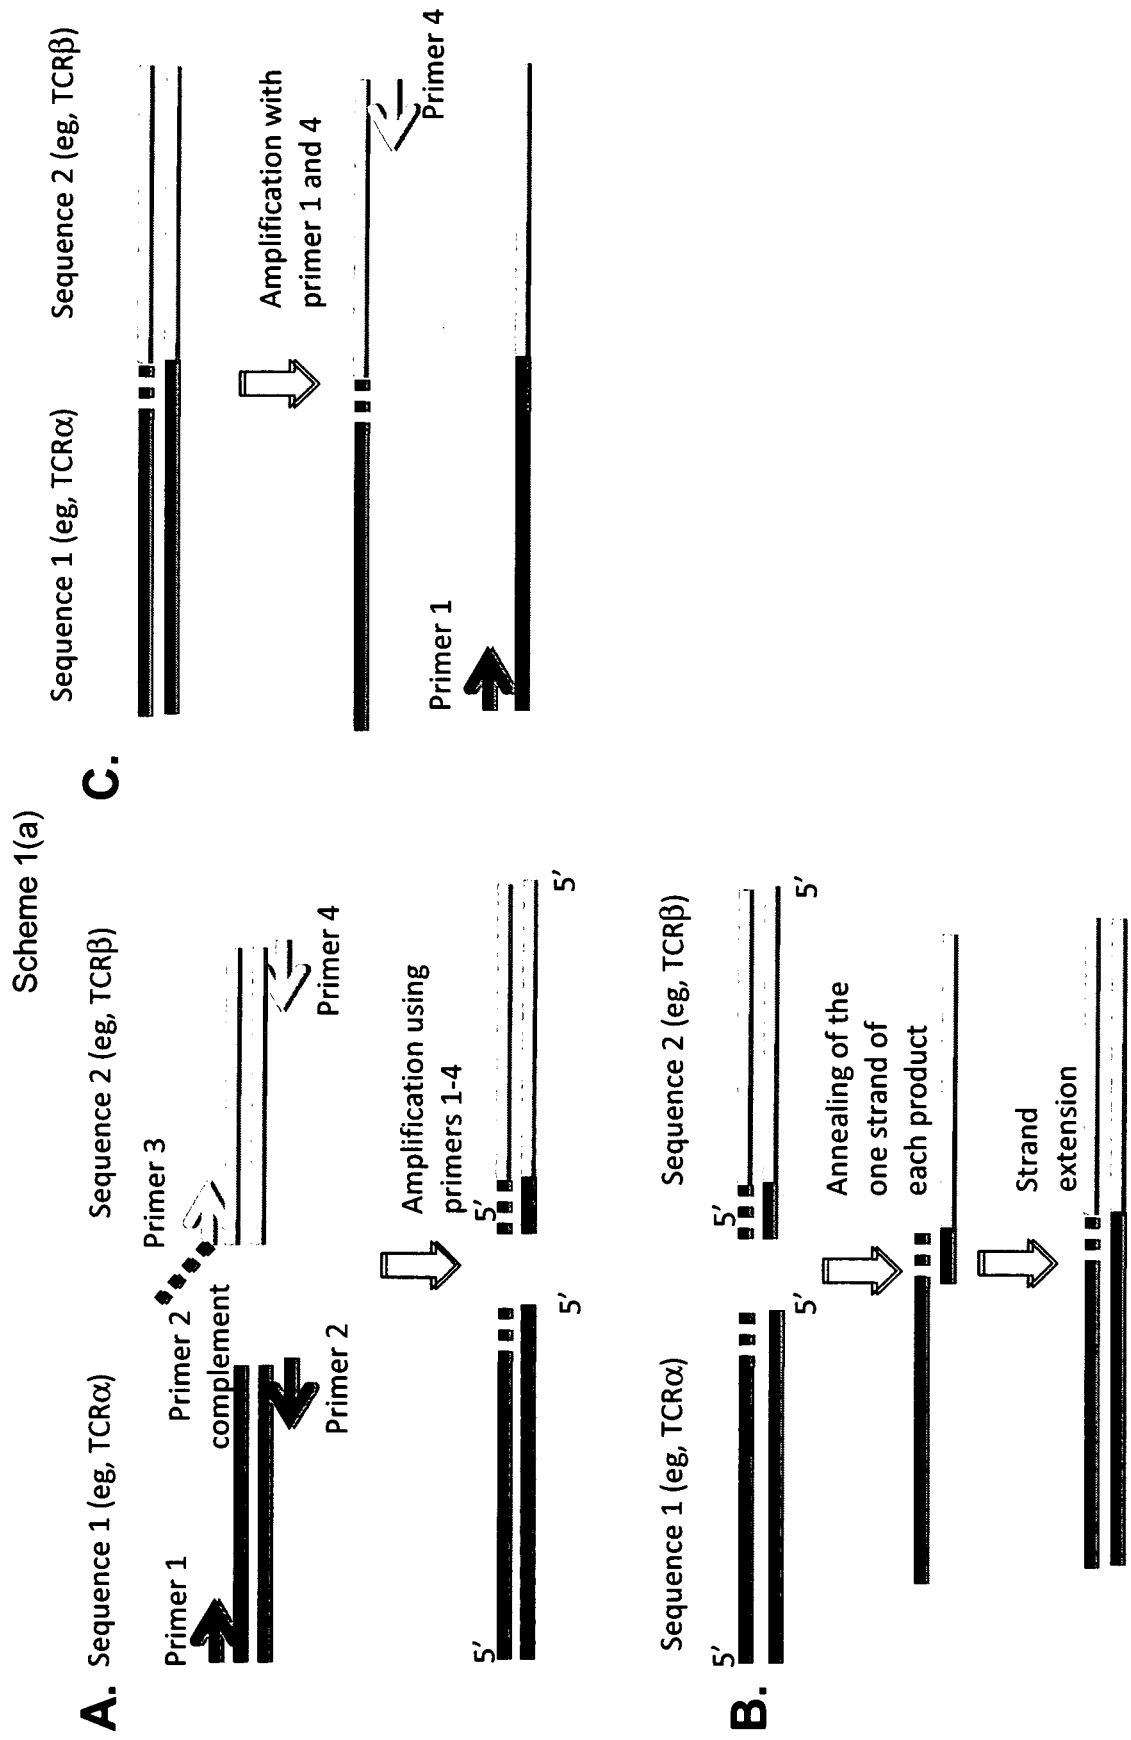 Scheme 1(a)
A.
Sequence 1 (eg, TCRα)
Sequence 2 (eg, TCRβ)
Primer 1
Primer 2
complement
Primer 3
Primer 2
Primer 4
Amplification using
primers 1-4
5′
5′
5′
5′
B.
Sequence 1 (eg, TCRα)
Sequence 2 (eg, TCRβ)
5′
5′
5′
5′
Annealing of the
one strand of
each product
Strand
extension
C.
Sequence 1 (eg, TCRα)
Sequence 2 (eg, TCRβ)
Amplification with
primer 1 and 4
Primer 4
Primer 1